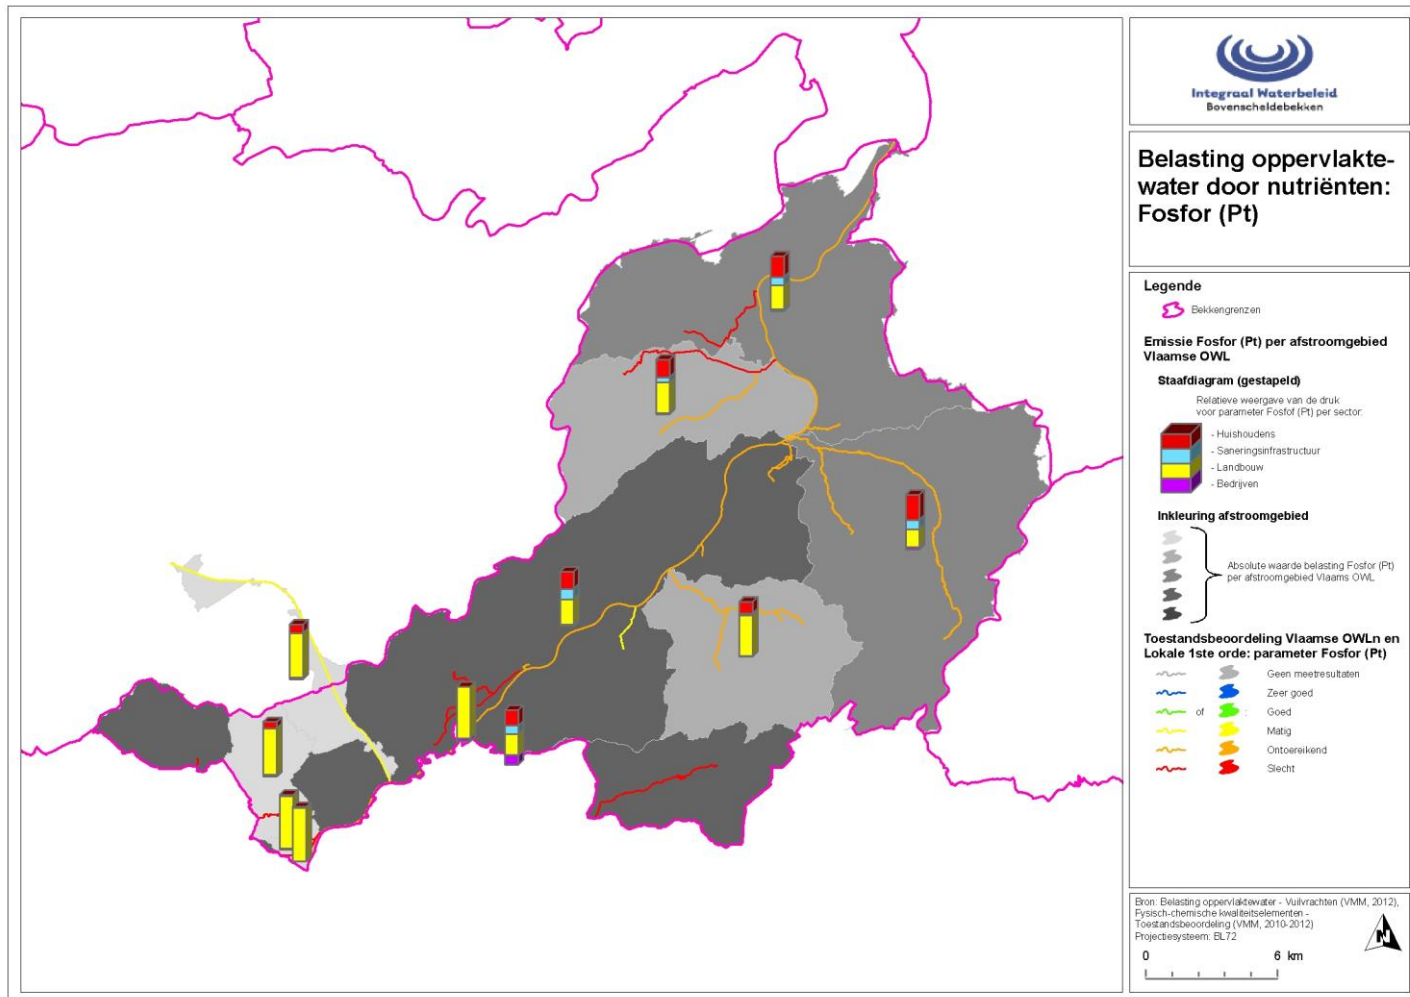 Integraal Waterbeleid
Bovenscheldebekken
Belasting oppervlakte-
water door nutriënten:
Fosfor (Pt)
Legende
Bekkengrenzen
Emissie Fosfor (Pt) per afstroomgebied
Vlaamse OWL
Staafdiagram (gestapeld)
Relatieve weergave van de druk
voor parameter Fosfof (Pt) per sector:
- Huishoudens
- Saneringsinfrastructuur
- Landbouw
- Bedrijven
Inkleuring afstroomgebied
Absolute waarde belasting Fosfor (Pt)
per afstroomgebied Vlaams OWL
Toestandsbeoordeling Vlaamse OWLn en
Lokale 1ste orde: parameter Fosfor (Pt)
Geen meetresultaten
Zeer goed
of : Goed
Matig
Ontoereikend
Slecht
Bron: Belasting oppervlaktewater - Vuilvrachten (VMM, 2012),
Fysisch-chemische kwaliteitselementen -
Toestandsbeoordeling (VMM, 2010-2012)
Projectiesysteem: BL72
N
0 6 km